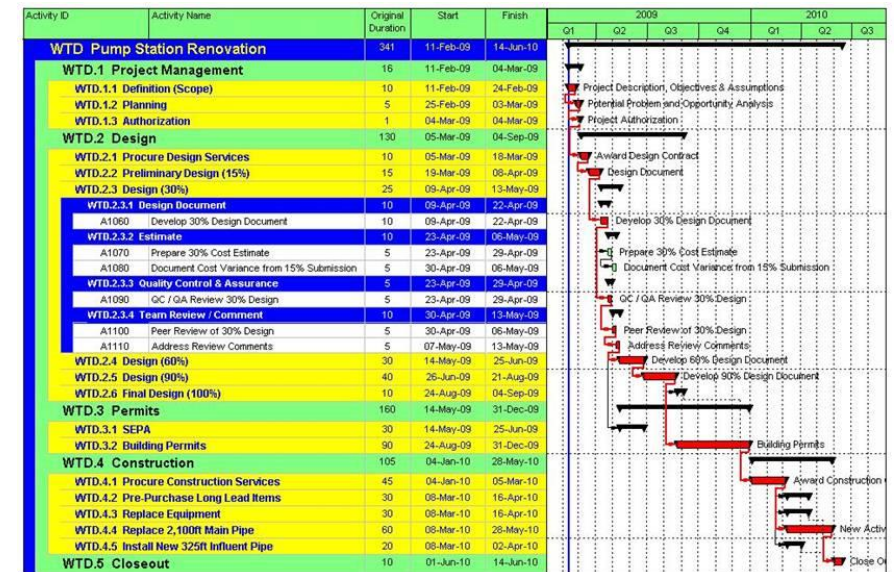 Activity ID Activity Name Original Duration Start Finish 2009 2010
Q1 Q2 Q3 Q4 Q1 Q2 Q3
WTD Pump Station Renovation 341 11-Feb-09 14-Jun-10
WTD.1 Project Management 16 11-Feb-09 04-Mar-09
WTD.1.1 Definition (Scope) 10 11-Feb-09 24-Feb-09 Project Description, Objectives & Assumptions
WTD.1.2 Planning 5 25-Feb-09 03-Mar-09 Potential Problem and Opportunity Analysis
WTD.1.3 Authorization 1 04-Mar-09 04-Mar-09 Project Authorization
WTD.2 Design 130 05-Mar-09 04-Sep-09
WTD.2.1 Procure Design Services 10 05-Mar-09 18-Mar-09 Award Design Contract
WTD.2.2 Preliminary Design (15%) 15 19-Mar-09 08-Apr-09 Design Document
WTD.2.3 Design (30%) 25 09-Apr-09 13-May-09
WTD.2.3.1 Design Document 10 09-Apr-09 22-Apr-09
A1060 Develop 30% Design Document 10 09-Apr-09 22-Apr-09 Develop 30% Design Document
WTD.2.3.2 Estimate 10 23-Apr-09 06-May-09
A1070 Prepare 30% Cost Estimate 5 23-Apr-09 29-Apr-09 Prepare 30% Cost Estimate
A1080 Document Cost Variance from 15% Submission 5 30-Apr-09 06-May-09 Document Cost Variance from 15% Submission
WTD.2.3.3 Quality Control & Assurance 5 23-Apr-09 29-Apr-09
A1090 QC / QA Review 30% Design 5 23-Apr-09 29-Apr-09 QC / QA Review 30% Design
WTD.2.3.4 Team Review / Comment 10 30-Apr-09 13-May-09
A1100 Peer Review of 30% Design 5 30-Apr-09 06-May-09 Peer Review of 30% Design
A1110 Address Review Comments 5 07-May-09 13-May-09 Address Review Comments
WTD.2.4 Design (60%) 30 14-May-09 25-Jun-09 Develop 60% Design Document
WTD.2.5 Design (90%) 40 26-Jun-09 21-Aug-09 Develop 90% Design Document
WTD.2.6 Final Design (100%) 10 24-Aug-09 04-Sep-09
WTD.3 Permits 160 14-May-09 31-Dec-09
WTD.3.1 SEPA 30 14-May-09 25-Jun-09
WTD.3.2 Building Permits 90 24-Aug-09 31-Dec-09 Building Permits
WTD.4 Construction 105 04-Jan-10 28-May-10
WTD.4.1 Procure Construction Services 45 04-Jan-10 05-Mar-10 Award Construction
WTD.4.2 Pre-Purchase Long Lead Items 30 08-Mar-10 16-Apr-10
WTD.4.3 Replace Equipment 30 08-Mar-10 16-Apr-10
WTD.4.4 Replace 2,100ft Main Pipe 60 08-Mar-10 28-May-10 New Activ
WTD.4.5 Install New 325ft Influent Pipe 20 08-Mar-10 02-Apr-10
WTD.5 Closeout 10 01-Jun-10 14-Jun-10 Close O